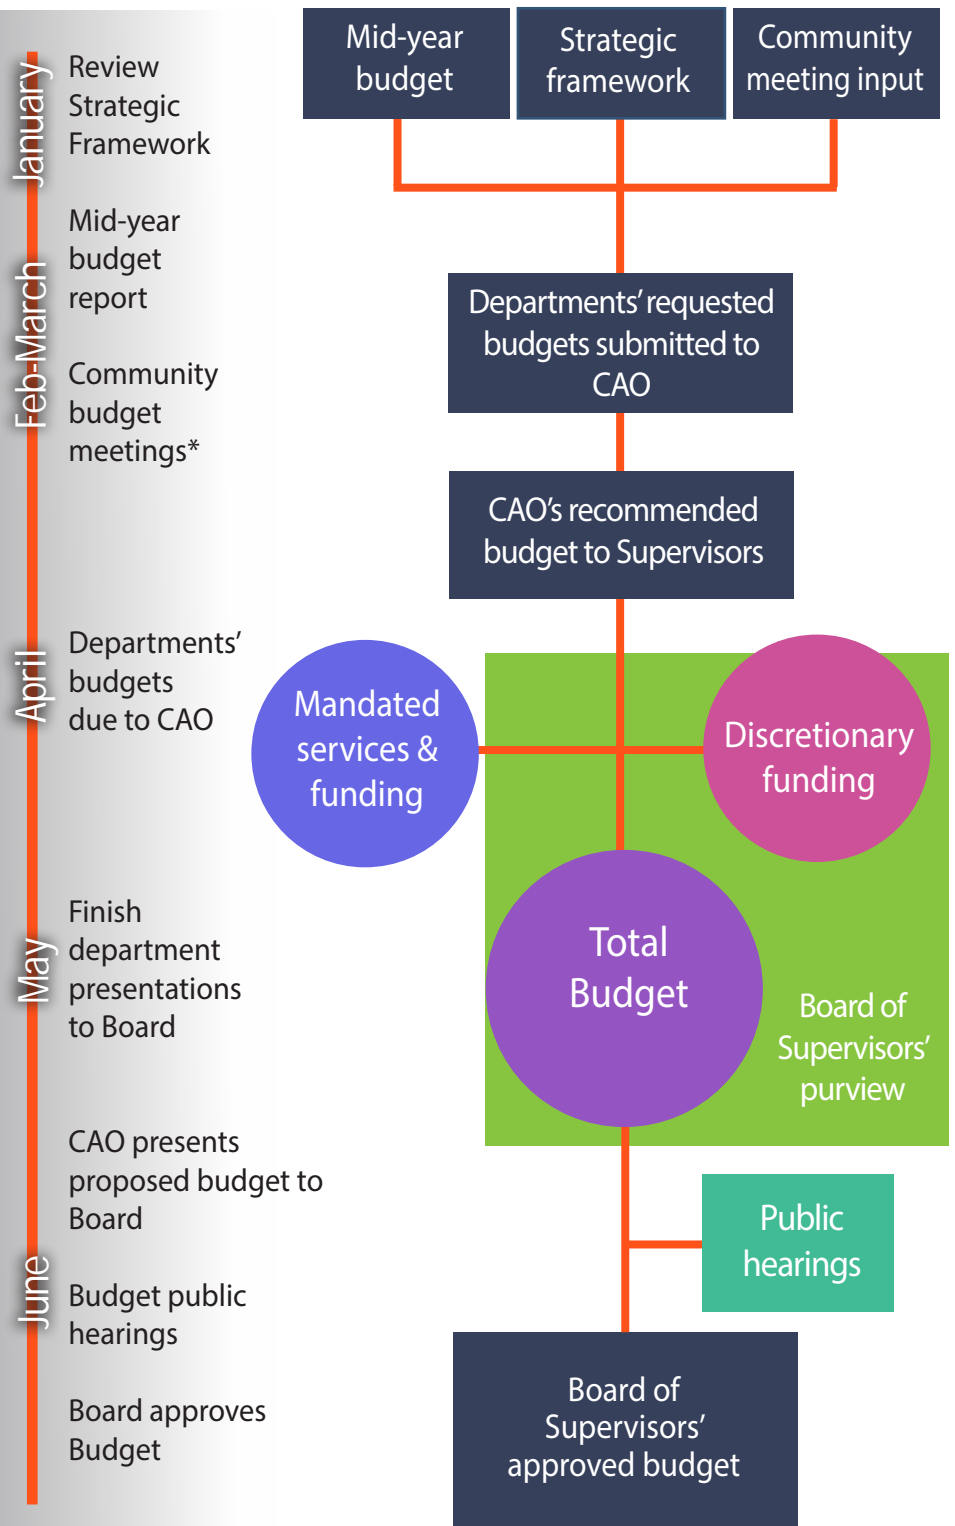 January
Review
Strategic
Framework
Mid-year
budget
report
Feb-March
Community
budget
meetings*
April
Departments’
budgets
due to CAO
May
Finish
department
presentations
to Board
CAO presents
proposed budget to
Board
June
Budget public
hearings
Board approves
Budget
Mid-year
budget
Strategic
framework
Community
meeting input
Departments’ requested
budgets submitted to
CAO
CAO’s recommended
budget to Supervisors
Mandated
services &
funding
Discretionary
funding
Total
Budget
Board of
Supervisors’
purview
Public
hearings
Board of
Supervisors’
approved budget